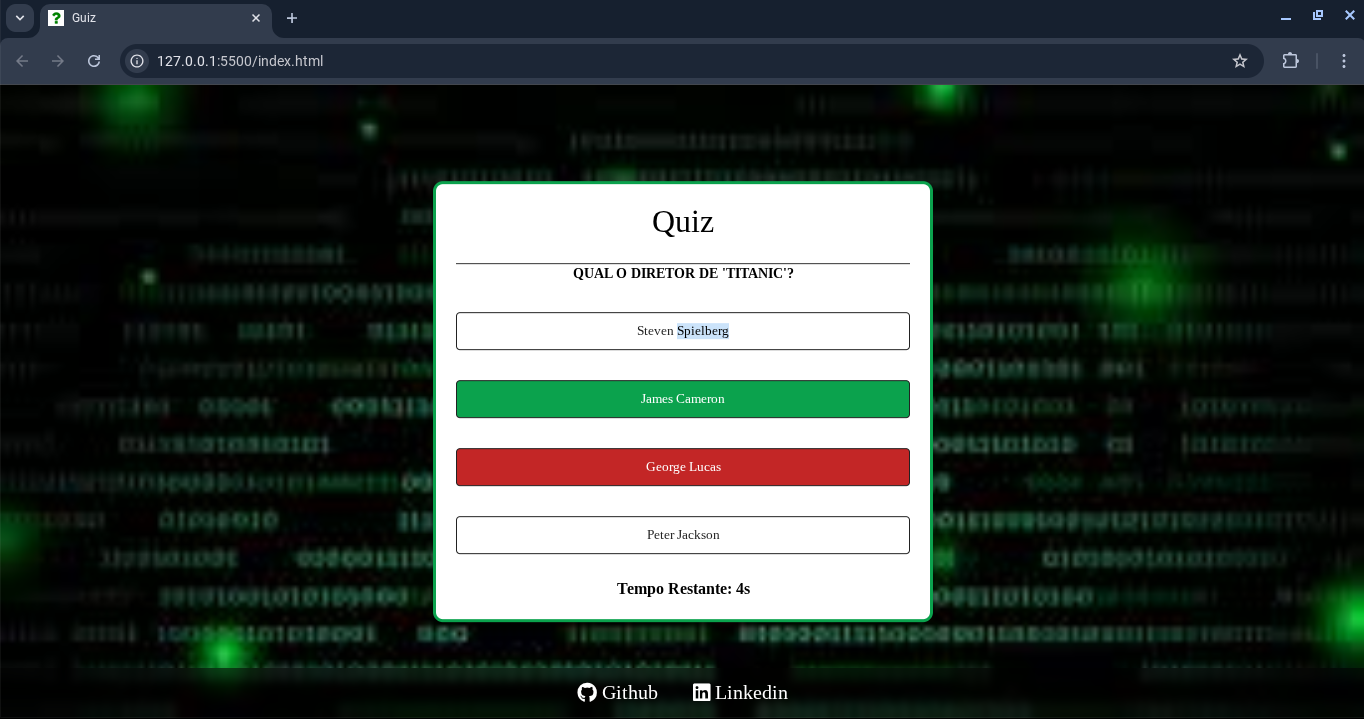 Guiz
127.0.0.1:5500/index.html
Quiz
QUAL O DIRETOR DE 'TITANIC'?
Steven Spielberg
James Cameron
George Lucas
Peter Jackson
Tempo Restante: 4s
Github Linkedin